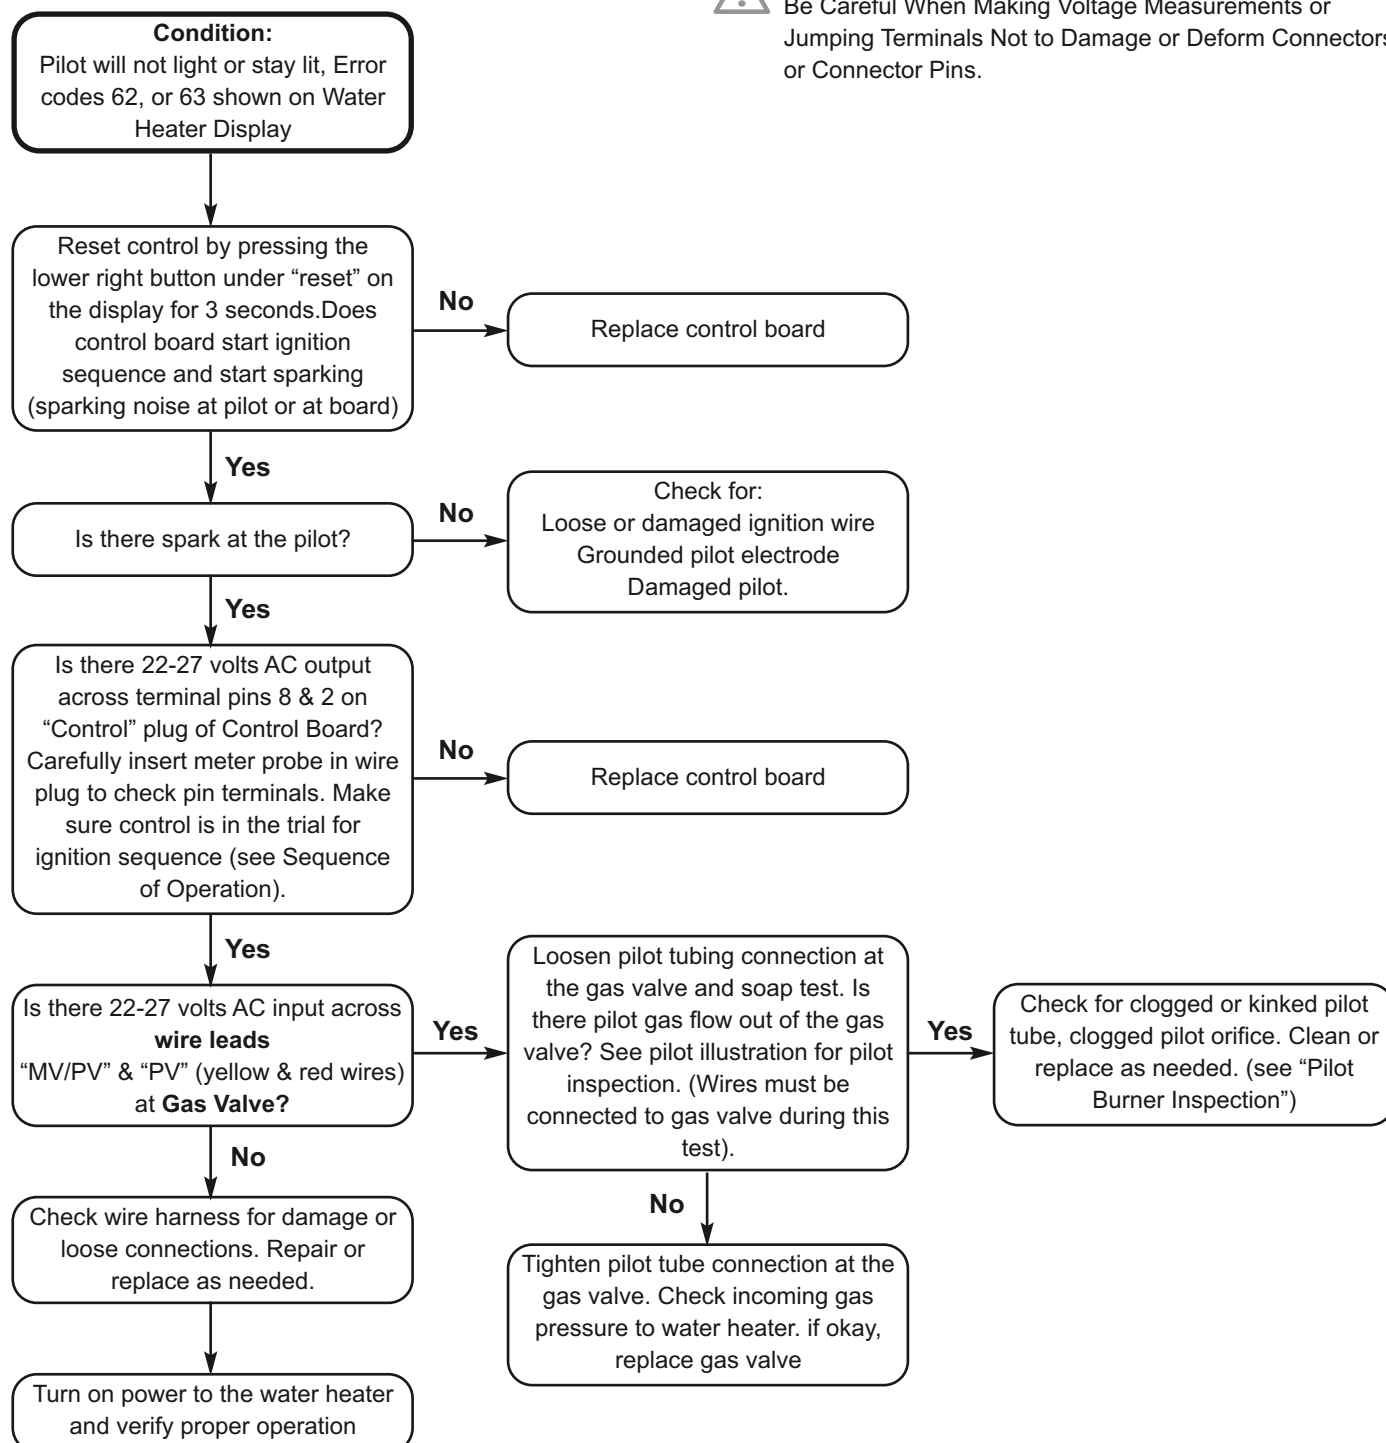 Be Careful When Making Voltage Measurements or
Jumping Terminals Not to Damage or Deform Connectors
or Connector Pins.
Condition:
Pilot will not light or stay lit, Error
codes 62, or 63 shown on Water
Heater Display
Reset control by pressing the
lower right button under “reset” on
the display for 3 seconds.Does
control board start ignition
sequence and start sparking
(sparking noise at pilot or at board)
No
Replace control board
Yes
Is there spark at the pilot?
No
Check for:
Loose or damaged ignition wire
Grounded pilot electrode
Damaged pilot.
Yes
Is there 22-27 volts AC output
across terminal pins 8 & 2 on
“Control” plug of Control Board?
Carefully insert meter probe in wire
plug to check pin terminals. Make
sure control is in the trial for
ignition sequence (see Sequence
of Operation).
No
Replace control board
Yes
Is there 22-27 volts AC input across
wire leads
“MV/PV” & “PV” (yellow & red wires)
at Gas Valve?
Yes
Loosen pilot tubing connection at
the gas valve and soap test. Is
there pilot gas flow out of the gas
valve? See pilot illustration for pilot
inspection. (Wires must be
connected to gas valve during this
test).
Yes
Check for clogged or kinked pilot
tube, clogged pilot orifice. Clean or
replace as needed. (see “Pilot
Burner Inspection”)
No
Check wire harness for damage or
loose connections. Repair or
replace as needed.
No
Tighten pilot tube connection at the
gas valve. Check incoming gas
pressure to water heater. if okay,
replace gas valve
Turn on power to the water heater
and verify proper operation